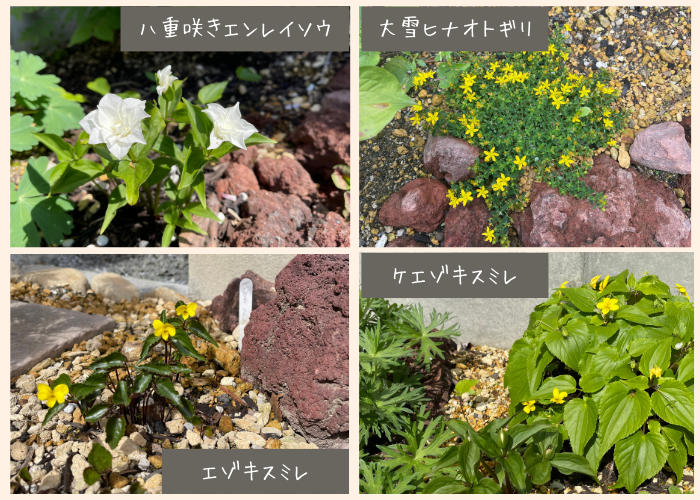 八重咲きエンレイソウ
大雪ヒナオトギリ
エゾキスミレ
ケエゾキスミレ